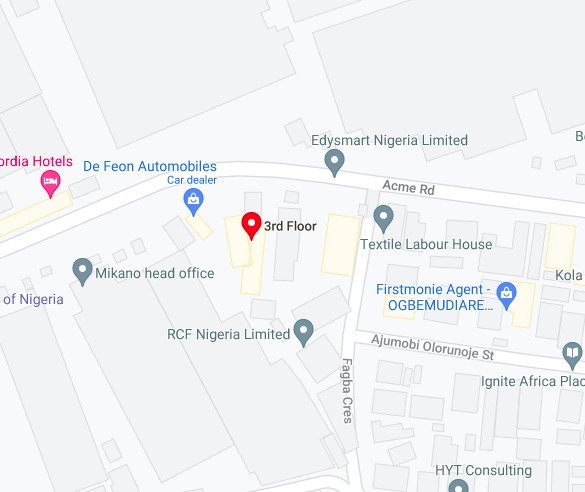 Edysmart Nigeria Limited
Be
ordia Hotels
De Feon Automobiles
Car dealer
Acme Rd
3rd Floor
Textile Labour House
Mikano head office
Kola
of Nigeria
Firstmonie Agent -
OGBEMUDIARE...
RCF Nigeria Limited
Ajumobi Olorunoje St
Fagba Cres
Ignite Africa Plac
HYT Consulting